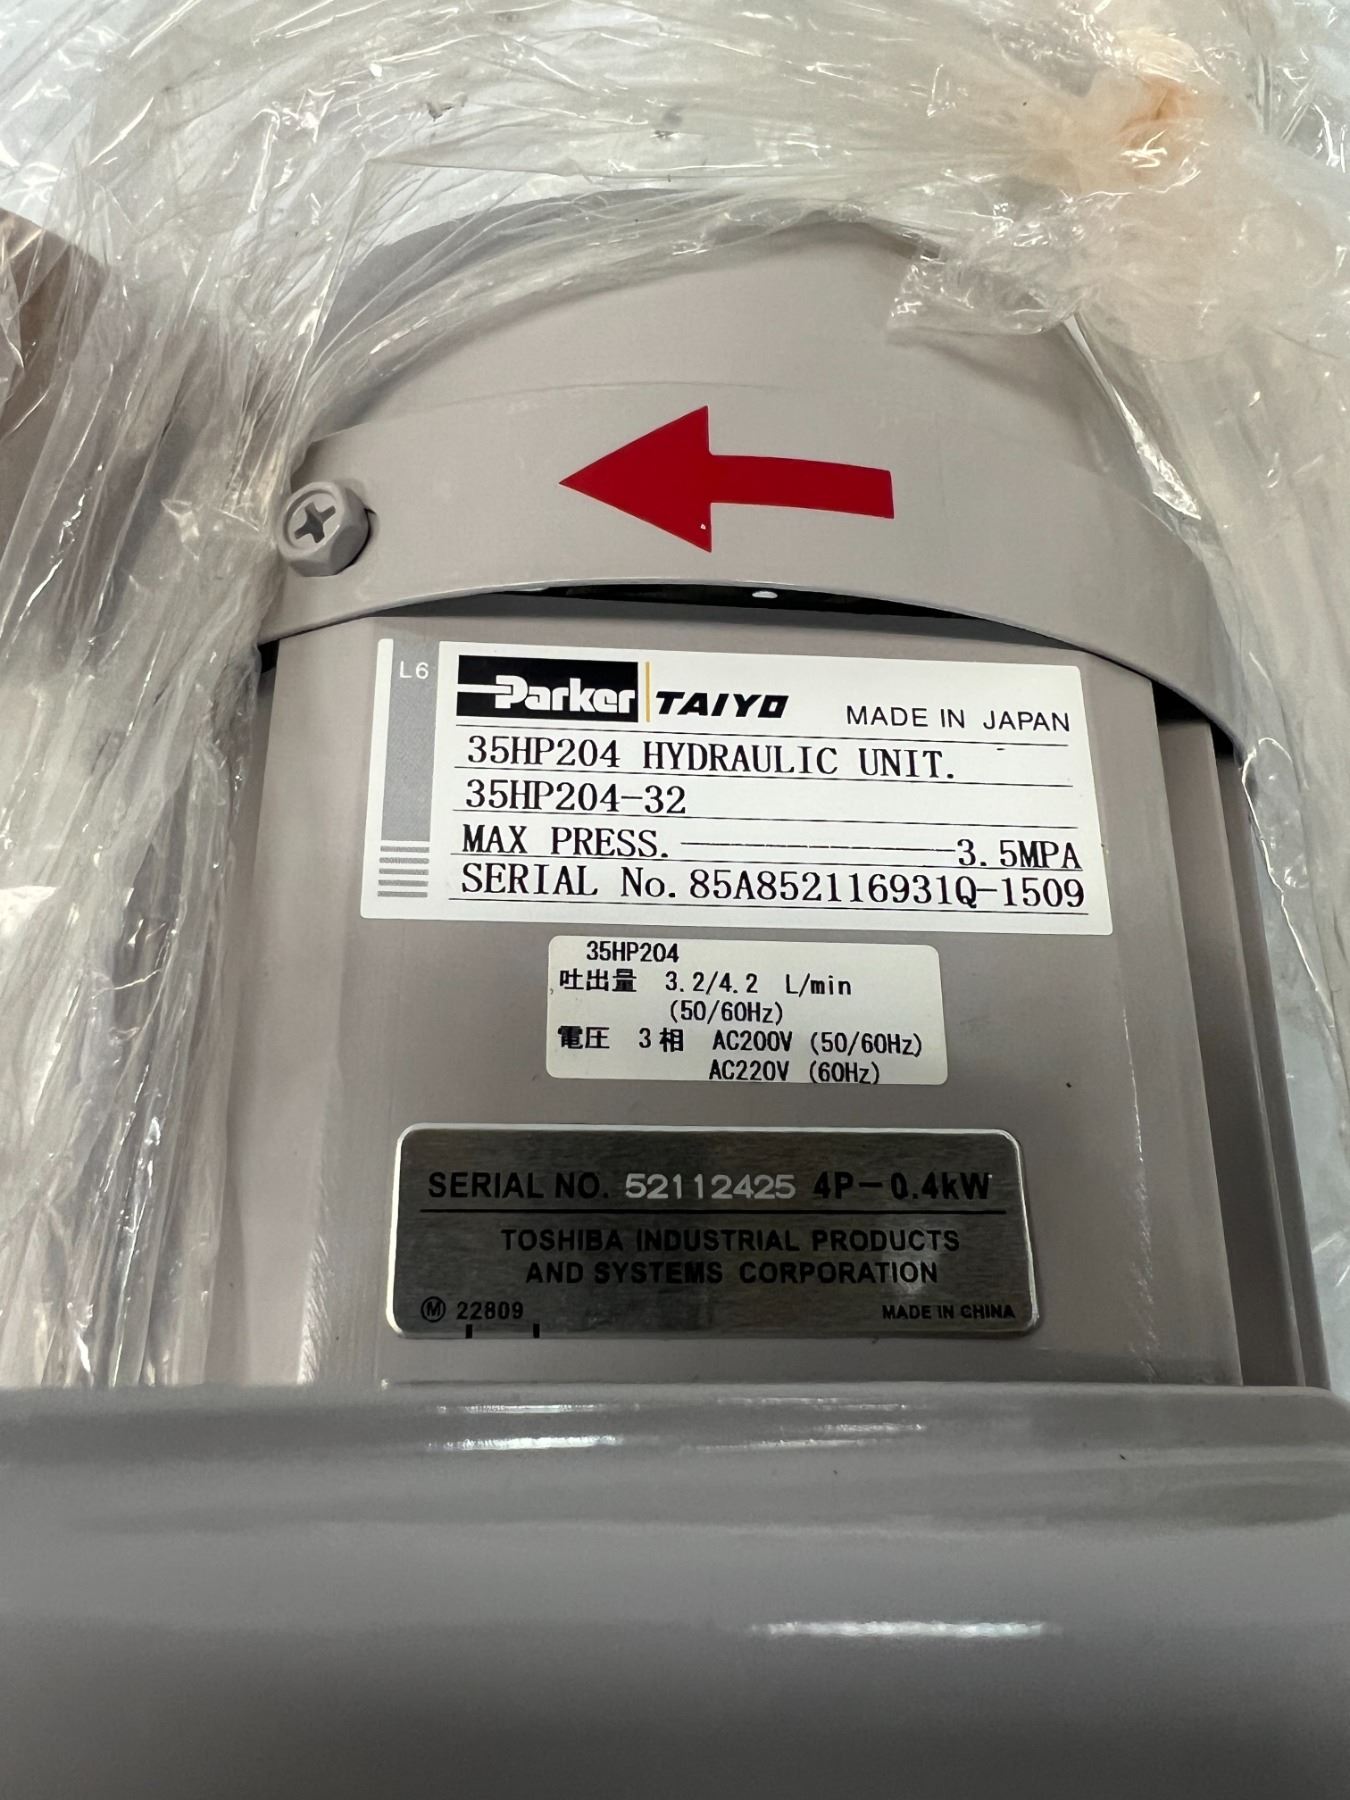 L6
Parker TAIYO MADE IN JAPAN
35HP204 HYDRAULIC UNIT.
35HP204-32
MAX PRESS. 3.5MPA
SERIAL No. 85A852116931Q-1509
35HP204
吐出量 3.2/4.2 L/min
(50/60Hz)
電圧 3相 AC200V (50/60Hz)
AC220V (60Hz)
SERIAL NO. 52112425 4P-0.4kW
TOSHIBA INDUSTRIAL PRODUCTS
AND SYSTEMS CORPORATION
Ⓜ 22809 MADE IN CHINA